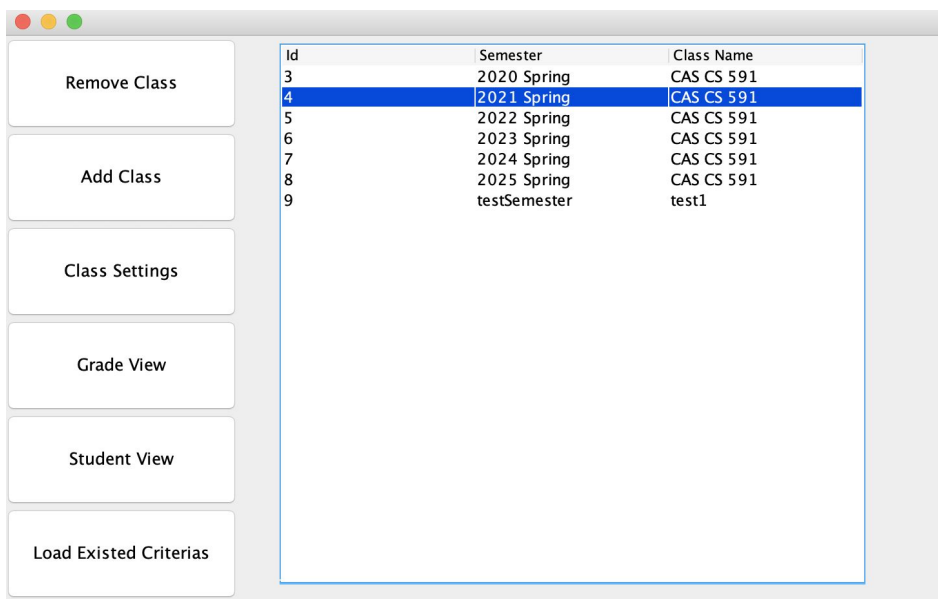 Remove Class
Add Class
Class Settings
Grade View
Student View
Load Existed Criterias
Id Semester Class Name
3 2020 Spring CAS CS 591
4 2021 Spring CAS CS 591
5 2022 Spring CAS CS 591
6 2023 Spring CAS CS 591
7 2024 Spring CAS CS 591
8 2025 Spring CAS CS 591
9 testSemester test1